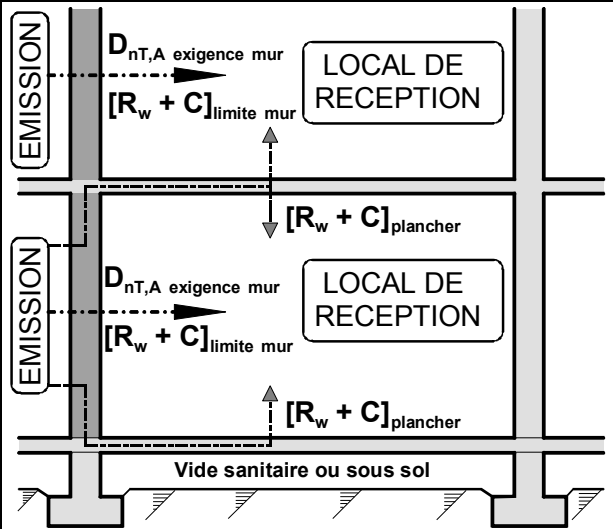 EMISSION
DnT,A exigence mur
[Rw + C]limite mur
LOCAL DE
RECEPTION
[Rw + C]plancher
EMISSION
DnT,A exigence mur
[Rw + C]limite mur
LOCAL DE
RECEPTION
[Rw + C]plancher
Vide sanitaire ou sous sol